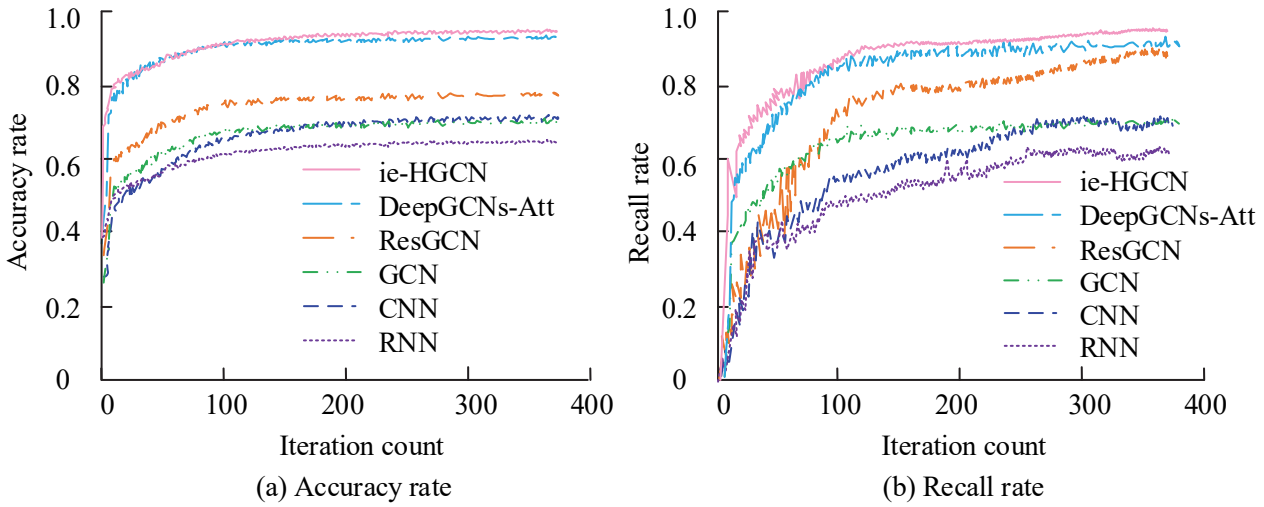 Accuracy rate
1.0
0.8
0.6
0.4
0.2
0
0
100
200
300
400
ie-HGCN
DeepGCNs-Att
ResGCN
GCN
CNN
RNN
Iteration count
(a) Accuracy rate
Recall rate
1.0
0.8
0.6
0.4
0.2
0
0
100
200
300
400
ie-HGCN
DeepGCNs-Att
ResGCN
GCN
CNN
RNN
Iteration count
(b) Recall rate